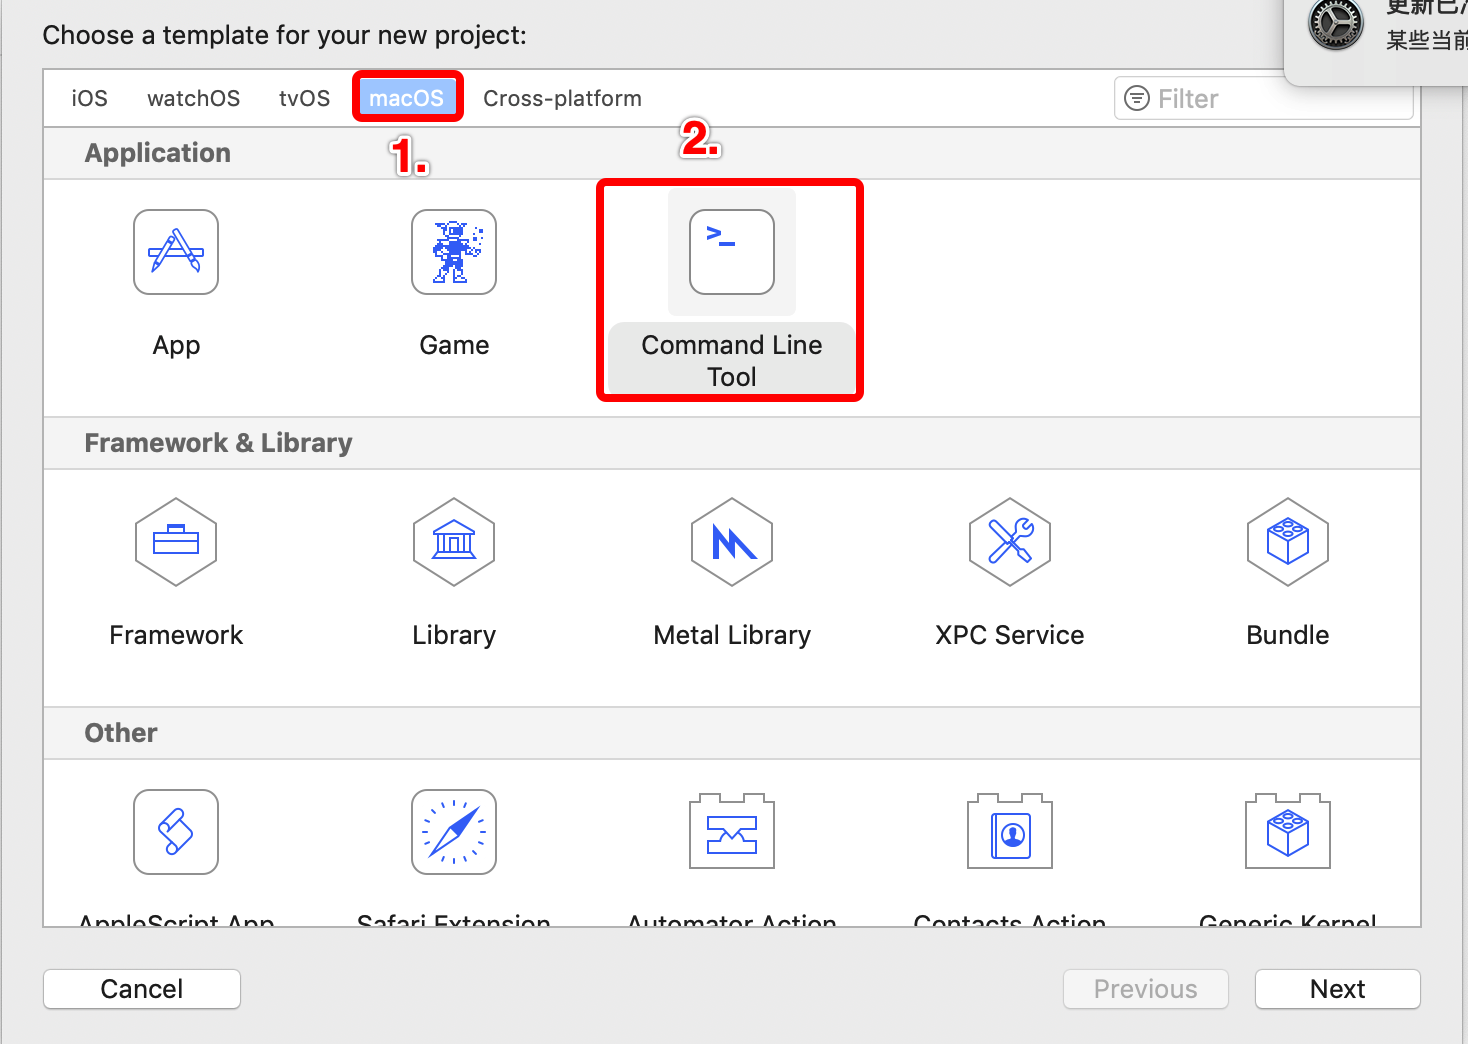 更新已
某些当前
Choose a template for your new project:
iOS watchOS tvOS macOS Cross-platform Filter
1. 2.
Application
>_
App Game Command Line
Tool
Framework & Library
Framework Library Metal Library XPC Service Bundle
Other
AppleScript App Safari Extension Automator Action Contacts Action Generic Kernel
Cancel Previous Next